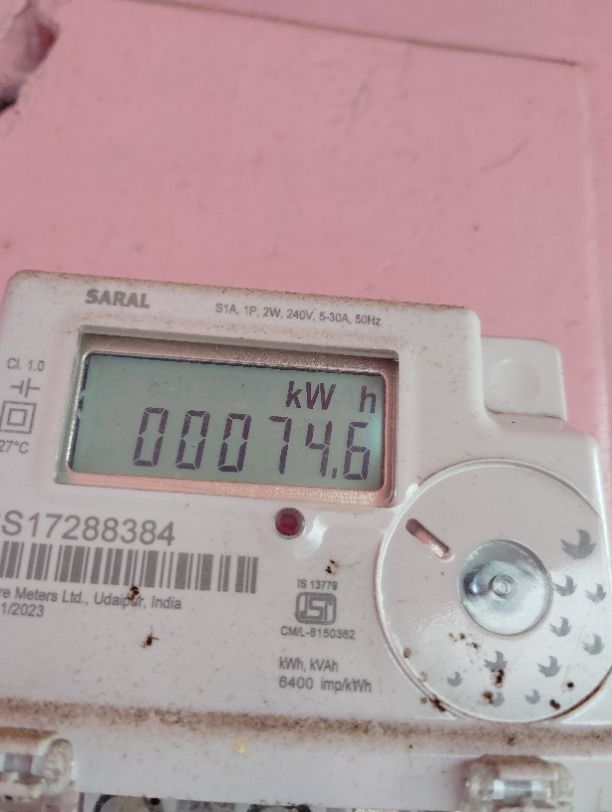 SARAL
S1A, 1P, 2W, 240V, 5-30A, 50Hz
Cl. 1.0
27°C
kW h
00074.6
S17288384
re Meters Ltd., Udaipur, India
1/2023
IS 13779
CM/L-8150362
kWh, kVAh
6400 imp/kWh